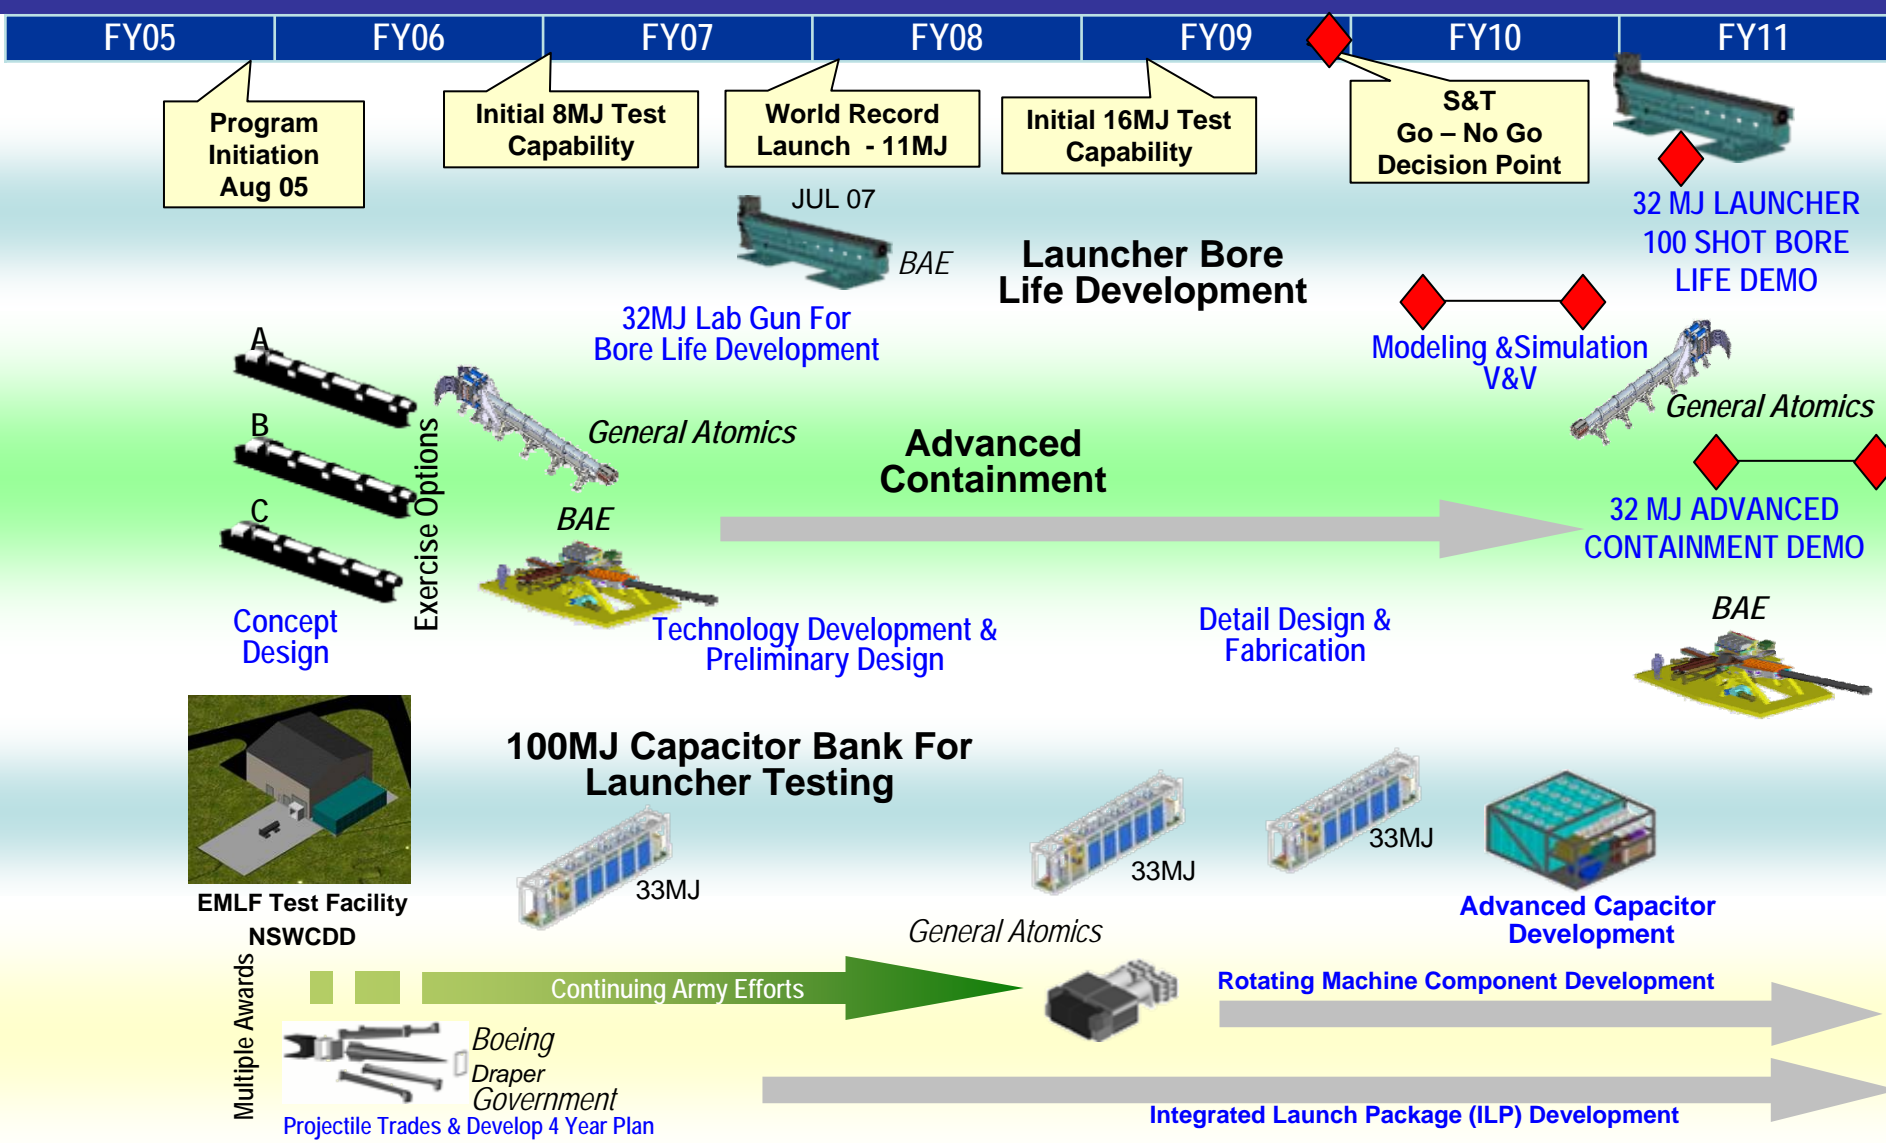 FY05 FY06 FY07 FY08 FY09 FY10 FY11
Program
Initiation
Aug 05
Initial 8MJ Test
Capability
World Record
Launch - 11MJ
Initial 16MJ Test
Capability
S&T
Go – No Go
Decision Point
JUL 07
BAE
32MJ Lab Gun For
Bore Life Development
Launcher Bore
Life Development
32 MJ LAUNCHER
100 SHOT BORE
LIFE DEMO
Modeling &Simulation
V&V
A
B
C
Exercise Options
General Atomics
Advanced
Containment
General Atomics
BAE
32 MJ ADVANCED
CONTAINMENT DEMO
Concept
Design
Technology Development &
Preliminary Design
Detail Design &
Fabrication
BAE
100MJ Capacitor Bank For
Launcher Testing
33MJ
33MJ
33MJ
EMLF Test Facility
NSWCDD
Advanced Capacitor
Development
General Atomics
Multiple Awards
Continuing Army Efforts
Rotating Machine Component Development
Boeing
Draper
Government
Projectile Trades & Develop 4 Year Plan
Integrated Launch Package (ILP) Development